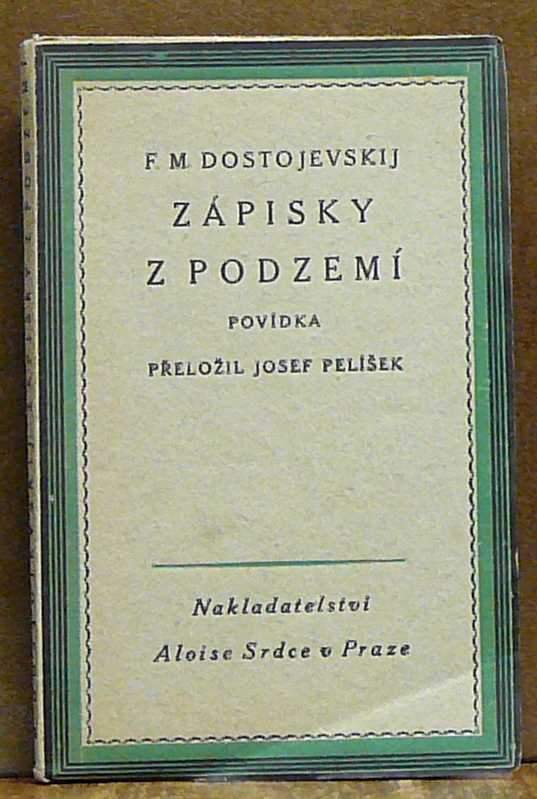 F. M. DOSTOJEVSKIJ
ZÁPISKY
Z PODZEMÍ
POVÍDKA
PŘELOŽIL JOSEF PELÍŠEK
Nakladatelství
Aloise Srdce v Praze